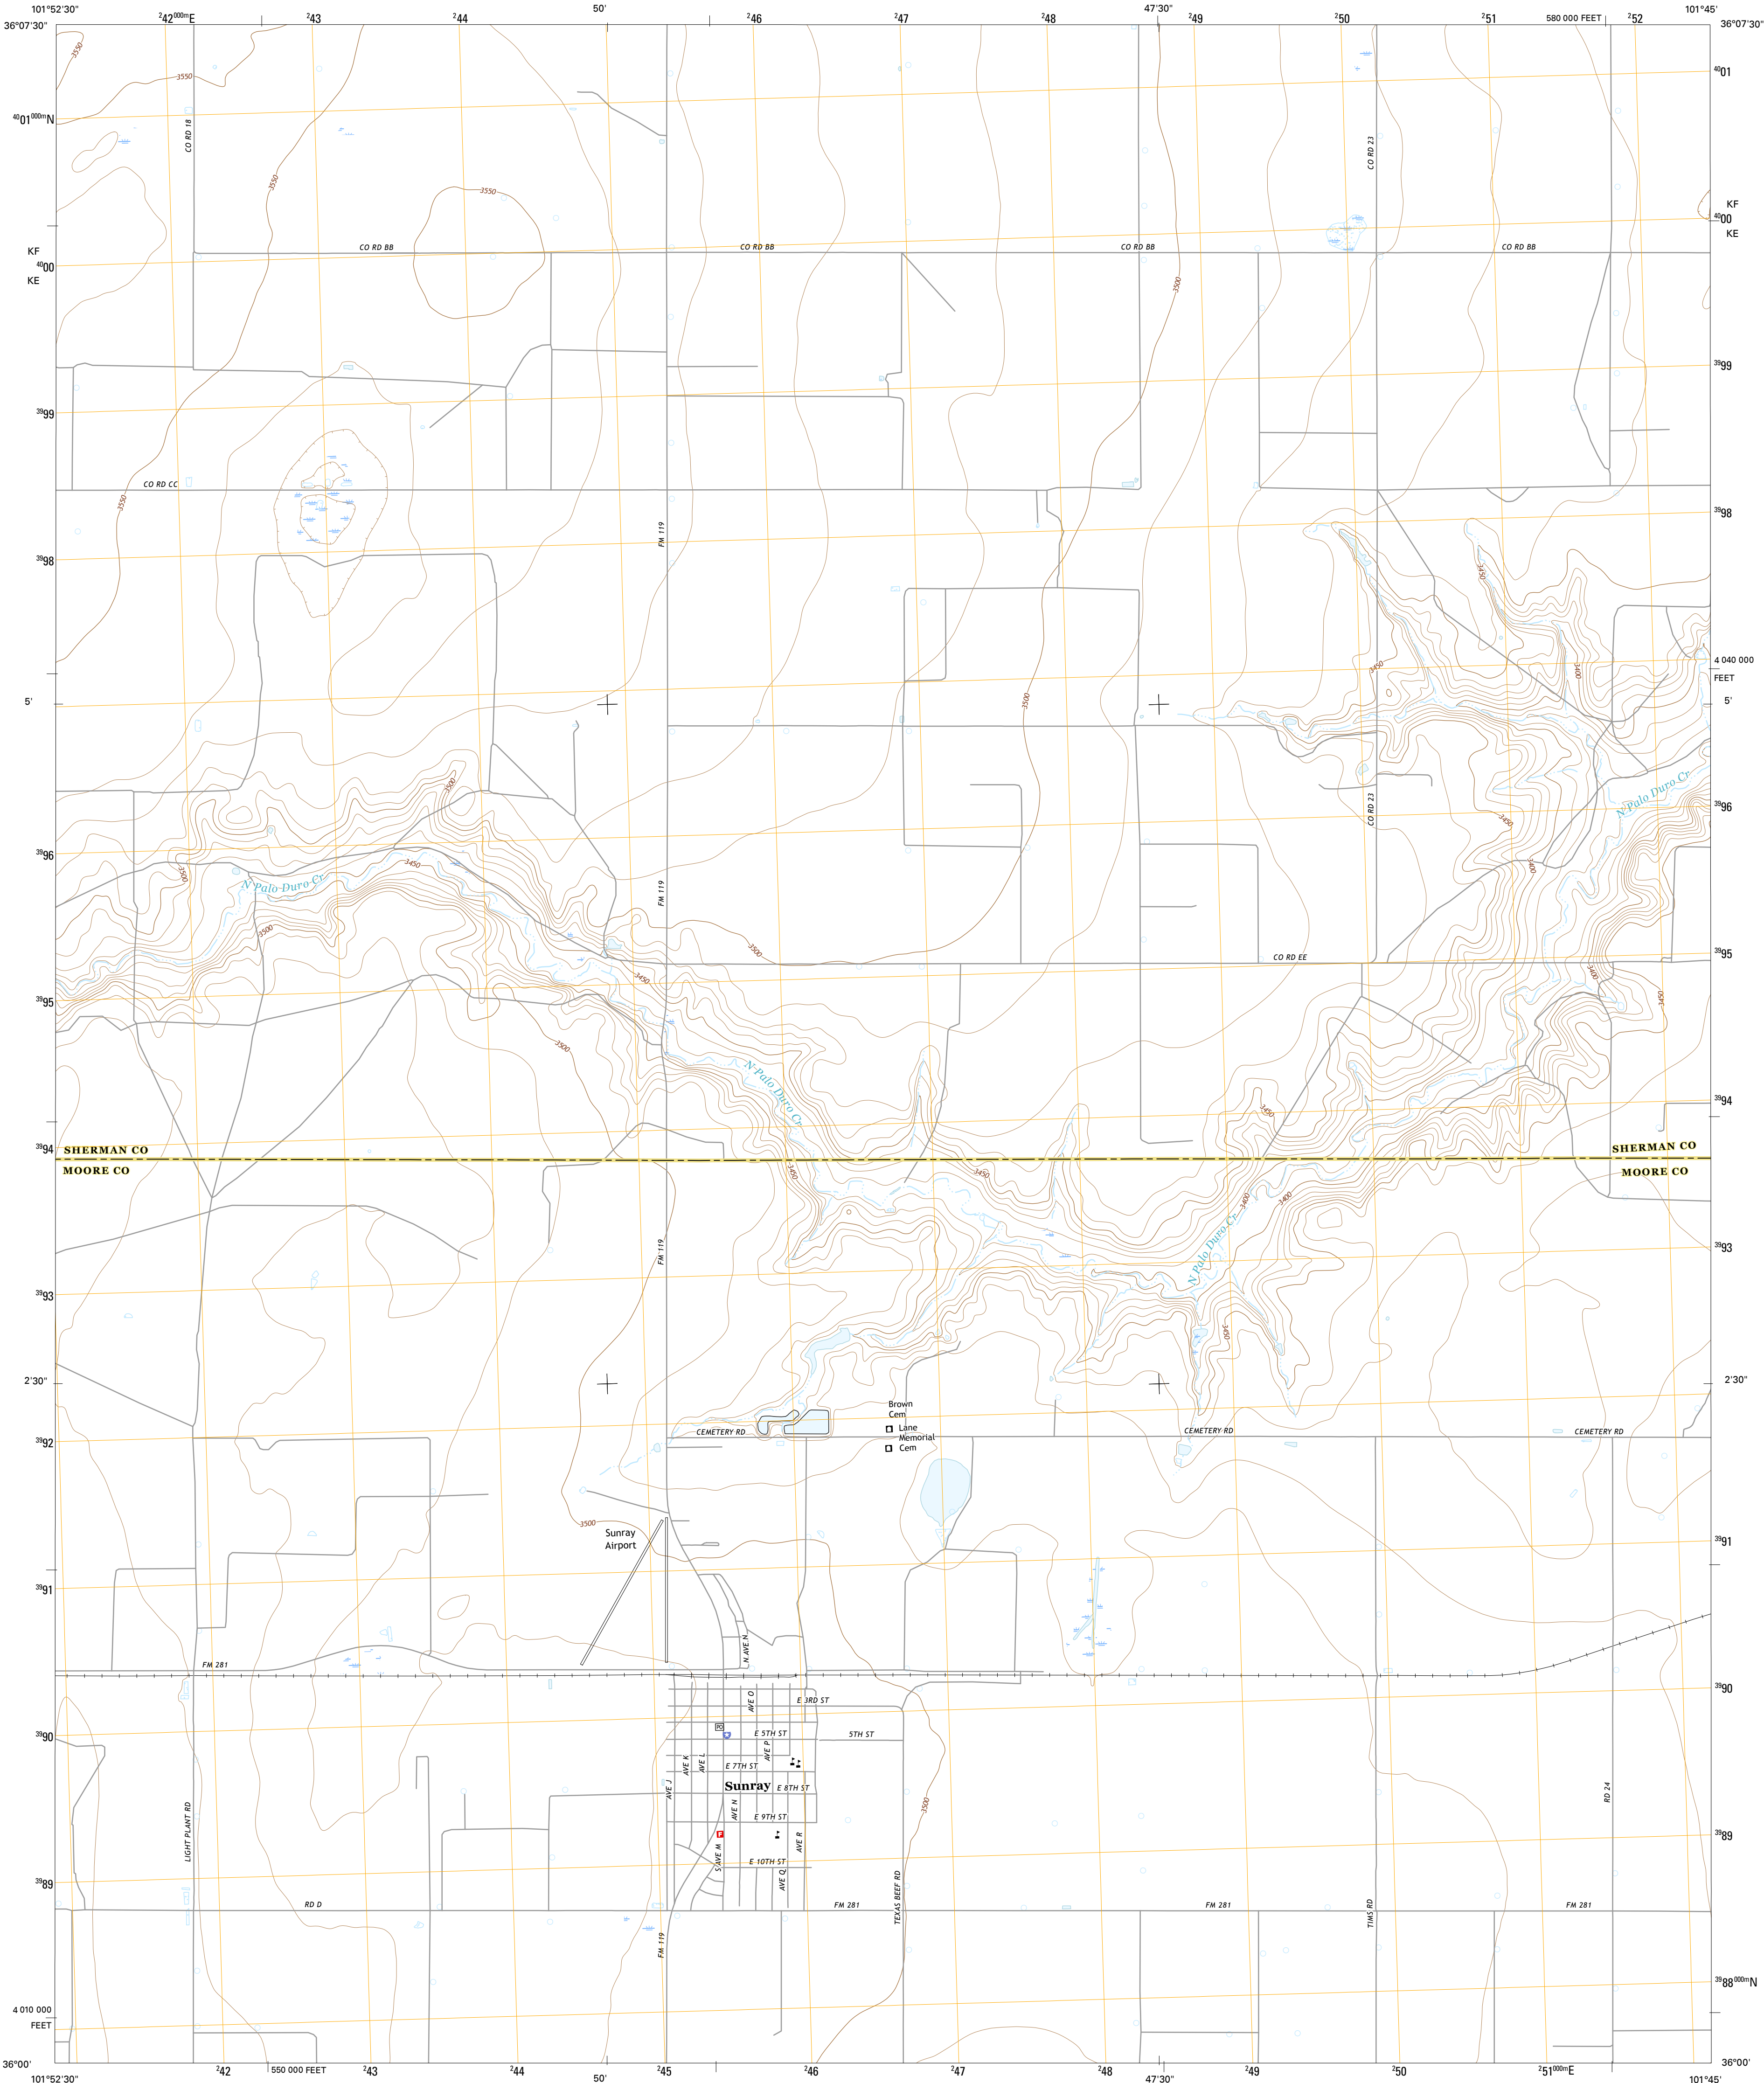 101°52'30"
²42⁰⁰⁰ᵐE
²43
²44
50'
²46
²47
²48
47'30"
²49
²50
²51
580 000 FEET
²52
101°45'
36°07'30"
36°07'30"
3550
3550
⁴⁰01
⁴⁰01⁰⁰⁰ᵐN
CO RD 18
CO RD 23
3550
3550
KF
⁴⁰00
KE
KF
⁴⁰00
KE
CO RD BB
CO RD BB
CO RD BB
CO RD BB
3500
³⁹99
³⁹99
CO RD CC
3550
FM 119
³⁹98
³⁹98
3450
3450
3400
4 040 000
FEET
5'
5'
3500
3500
CO RD 23
N Palo Duro Cr
³⁹96
3450
³⁹96
3450
3400
3500
N Palo Duro Cr
FM 119
3500
3500
CO RD EE
³⁹95
3450
3400
3450
³⁹95
3500
N Palo Duro Cr
3450
³⁹94
³⁹94
SHERMAN CO
MOORE CO
SHERMAN CO
MOORE CO
3450
3450
3400
3400
N Palo Duro Cr
FM 119
³⁹93
³⁹93
3450
2'30"
2'30"
Brown
Cem
Lane
Memorial
Cem
CEMETERY RD
CEMETERY RD
CEMETERY RD
³⁹92
3500
Sunray
Airport
³⁹91
³⁹91
N AVE N
FM 281
³⁹90
AVE O
E 3RD ST
³⁹90
PO
E 5TH ST
5TH ST
AVE K
AVE L
AVE P
E 7TH ST
Sunray
E 8TH ST
AVE J
AVE N
E 9TH ST
3500
RD 24
LIGHT PLANT RD
F
S AVE M
AVE R
³⁹89
E 10TH ST
AVE Q
³⁹89
TEXAS BEEF RD
TIMS RD
RD D
FM 281
FM 281
FM 281
FM 119
³⁹88⁰⁰⁰ᵐN
4 010 000
FEET
36°00'
36°00'
101°52'30"
²42
550 000 FEET
²43
²44
50'
²45
²46
²47
²48
47'30"
²49
²50
²51⁰⁰⁰ᵐE
101°45'